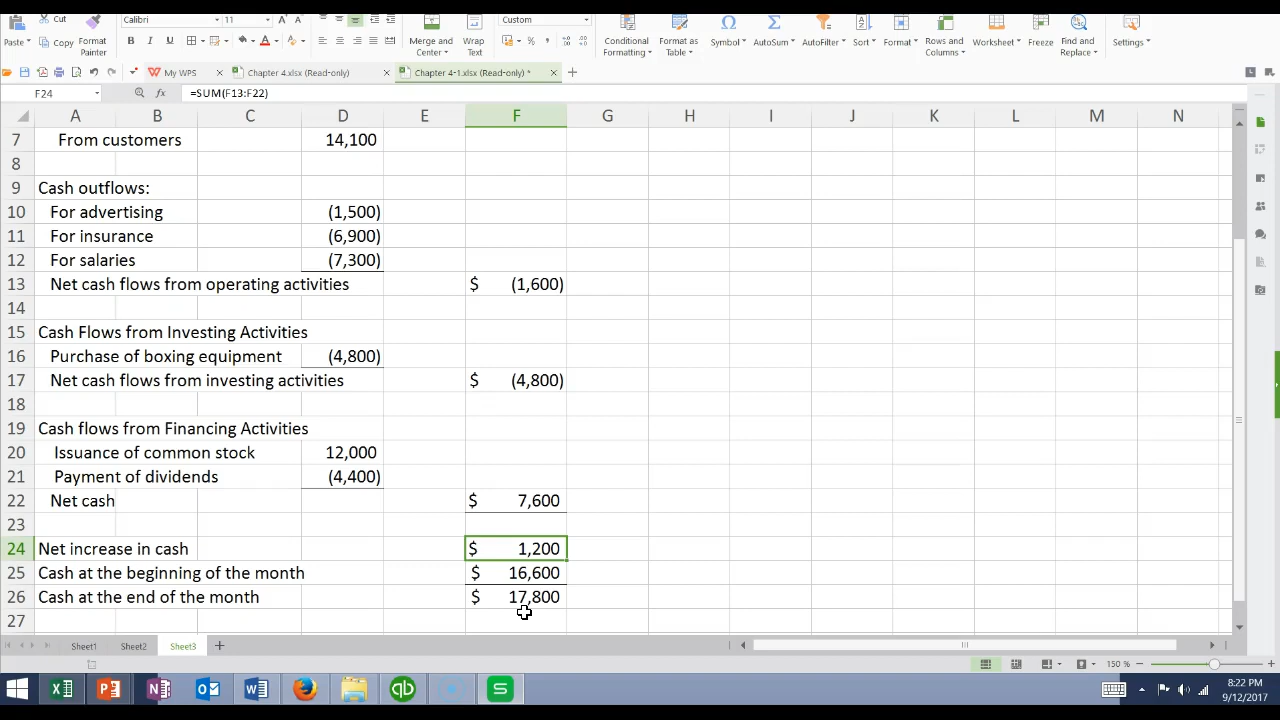 Cut Calibri 11 Custom
Paste Copy Format Painter B I U A Merge and Center Wrap Text % Conditional Formatting Format as Table Symbol AutoSum AutoFilter Sort Format Rows and Columns Worksheet Freeze Find and Replace Settings
My WPS Chapter 4.xlsx (Read-only) Chapter 4-1.xlsx (Read-only) *
F24 fx =SUM(F13:F22)
A B C D E F G H I J K L M N
7 From customers 14,100
8
9 Cash outflows:
10 For advertising (1,500)
11 For insurance (6,900)
12 For salaries (7,300)
13 Net cash flows from operating activities $ (1,600)
14
15 Cash Flows from Investing Activities
16 Purchase of boxing equipment (4,800)
17 Net cash flows from investing activities $ (4,800)
18
19 Cash flows from Financing Activities
20 Issuance of common stock 12,000
21 Payment of dividends (4,400)
22 Net cash $ 7,600
23
24 Net increase in cash $ 1,200
25 Cash at the beginning of the month $ 16,600
26 Cash at the end of the month $ 17,800
27
Sheet1 Sheet2 Sheet3
150 %
8:22 PM
9/12/2017